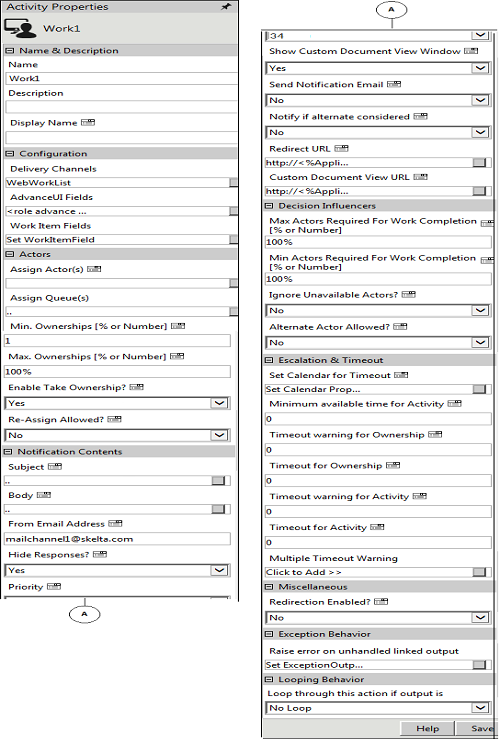 Activity Properties
Work1
Name & Description
Name
Work1
Description
Display Name
Configuration
Delivery Channels
WebWorkList
AdvanceUI Fields
<role advance ...
Work Item Fields
Set WorkItemField
Actors
Assign Actor(s)
Assign Queue(s)
..
Min. Ownerships [% or Number]
1
Max. Ownerships [% or Number]
100%
Enable Take Ownership?
Yes
Re-Assign Allowed?
No
Notification Contents
Subject
..
Body
..
From Email Address
mailchannel1@skelta.com
Hide Responses?
Yes
Priority
A
A
34
Show Custom Document View Window
Yes
Send Notification Email
No
Notify if alternate considered
No
Redirect URL
http://<%Appli...
Custom Document View URL
http://<%Appli...
Decision Influencers
Max Actors Required For Work Completion
[% or Number]
100%
Min Actors Required For Work Completion
[% or Number]
100%
Ignore Unavailable Actors?
No
Alternate Actor Allowed?
No
Escalation & Timeout
Set Calendar for Timeout
Set Calendar Prop...
Minimum available time for Activity
0
Timeout warning for Ownership
0
Timeout for Ownership
0
Timeout warning for Activity
0
Timeout for Activity
0
Multiple Timeout Warning
Click to Add >>
Miscellaneous
Redirection Enabled?
No
Exception Behavior
Raise error on unhandled linked output
Set ExceptionOutp...
Looping Behavior
Loop through this action if output is
No Loop
Help Save